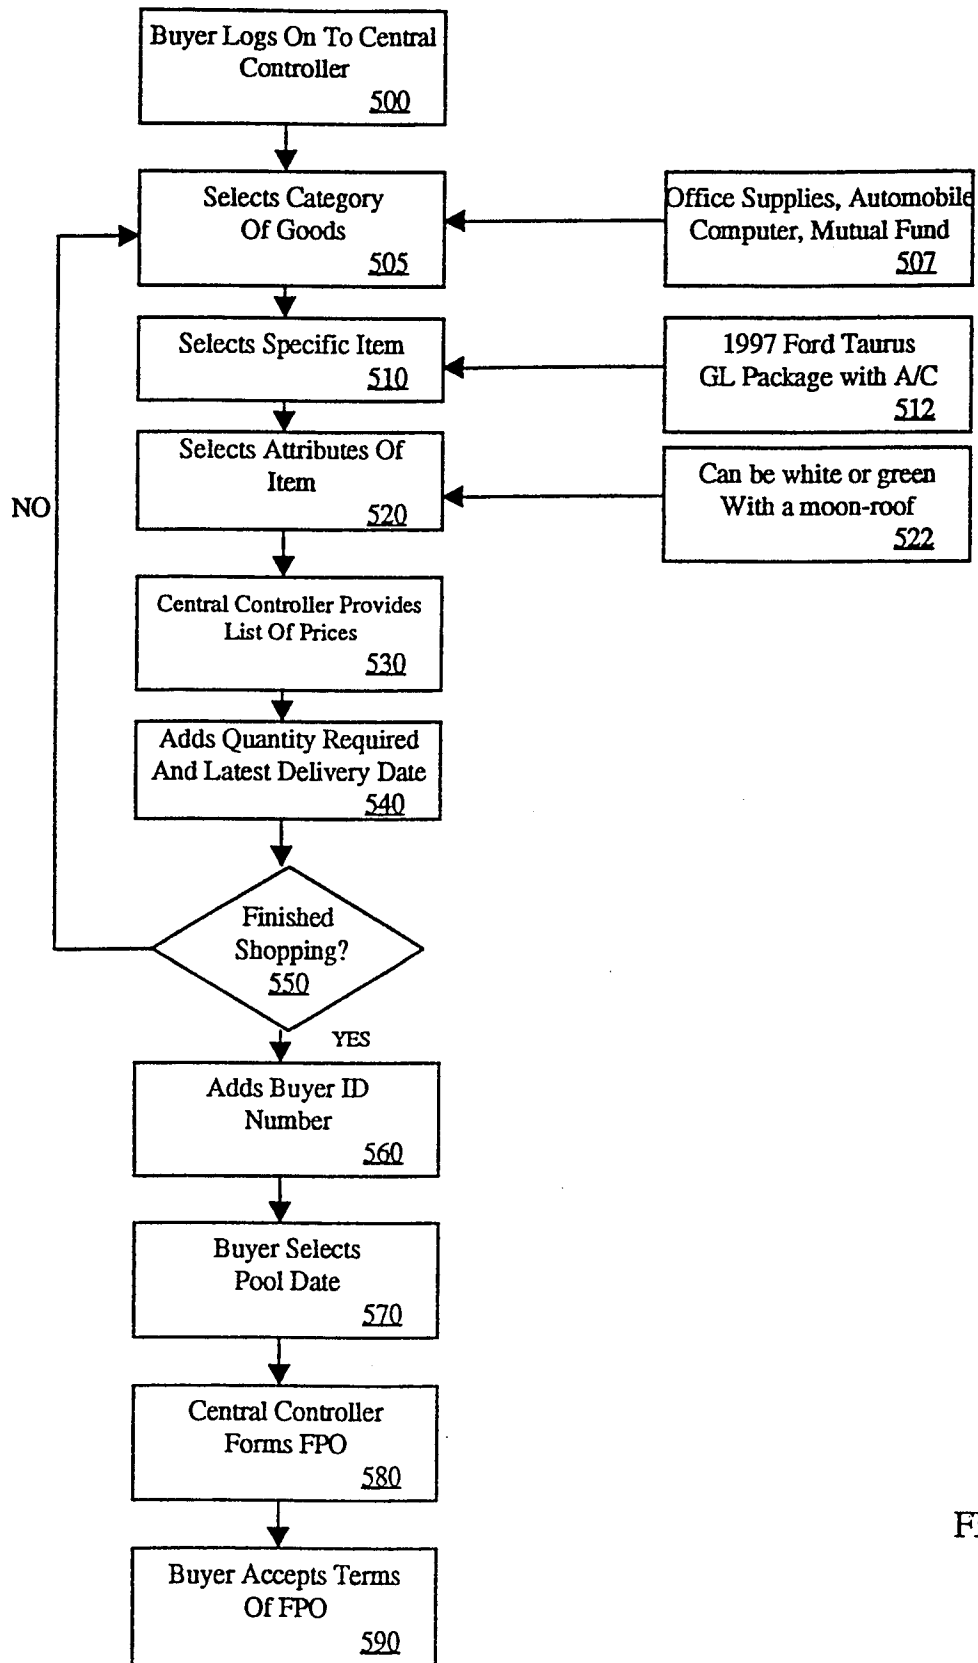 Buyer Logs On To Central
Controller
500
Selects Category
Of Goods
505
Office Supplies, Automobile
Computer, Mutual Fund
507
Selects Specific Item
510
1997 Ford Taurus
GL Package with A/C
512
Selects Attributes Of
Item
520
Can be white or green
With a moon-roof
522
NO
Central Controller Provides
List Of Prices
530
Adds Quantity Required
And Latest Delivery Date
540
Finished
Shopping?
550
YES
Adds Buyer ID
Number
560
Buyer Selects
Pool Date
570
Central Controller
Forms FPO
580
Buyer Accepts Terms
Of FPO
590